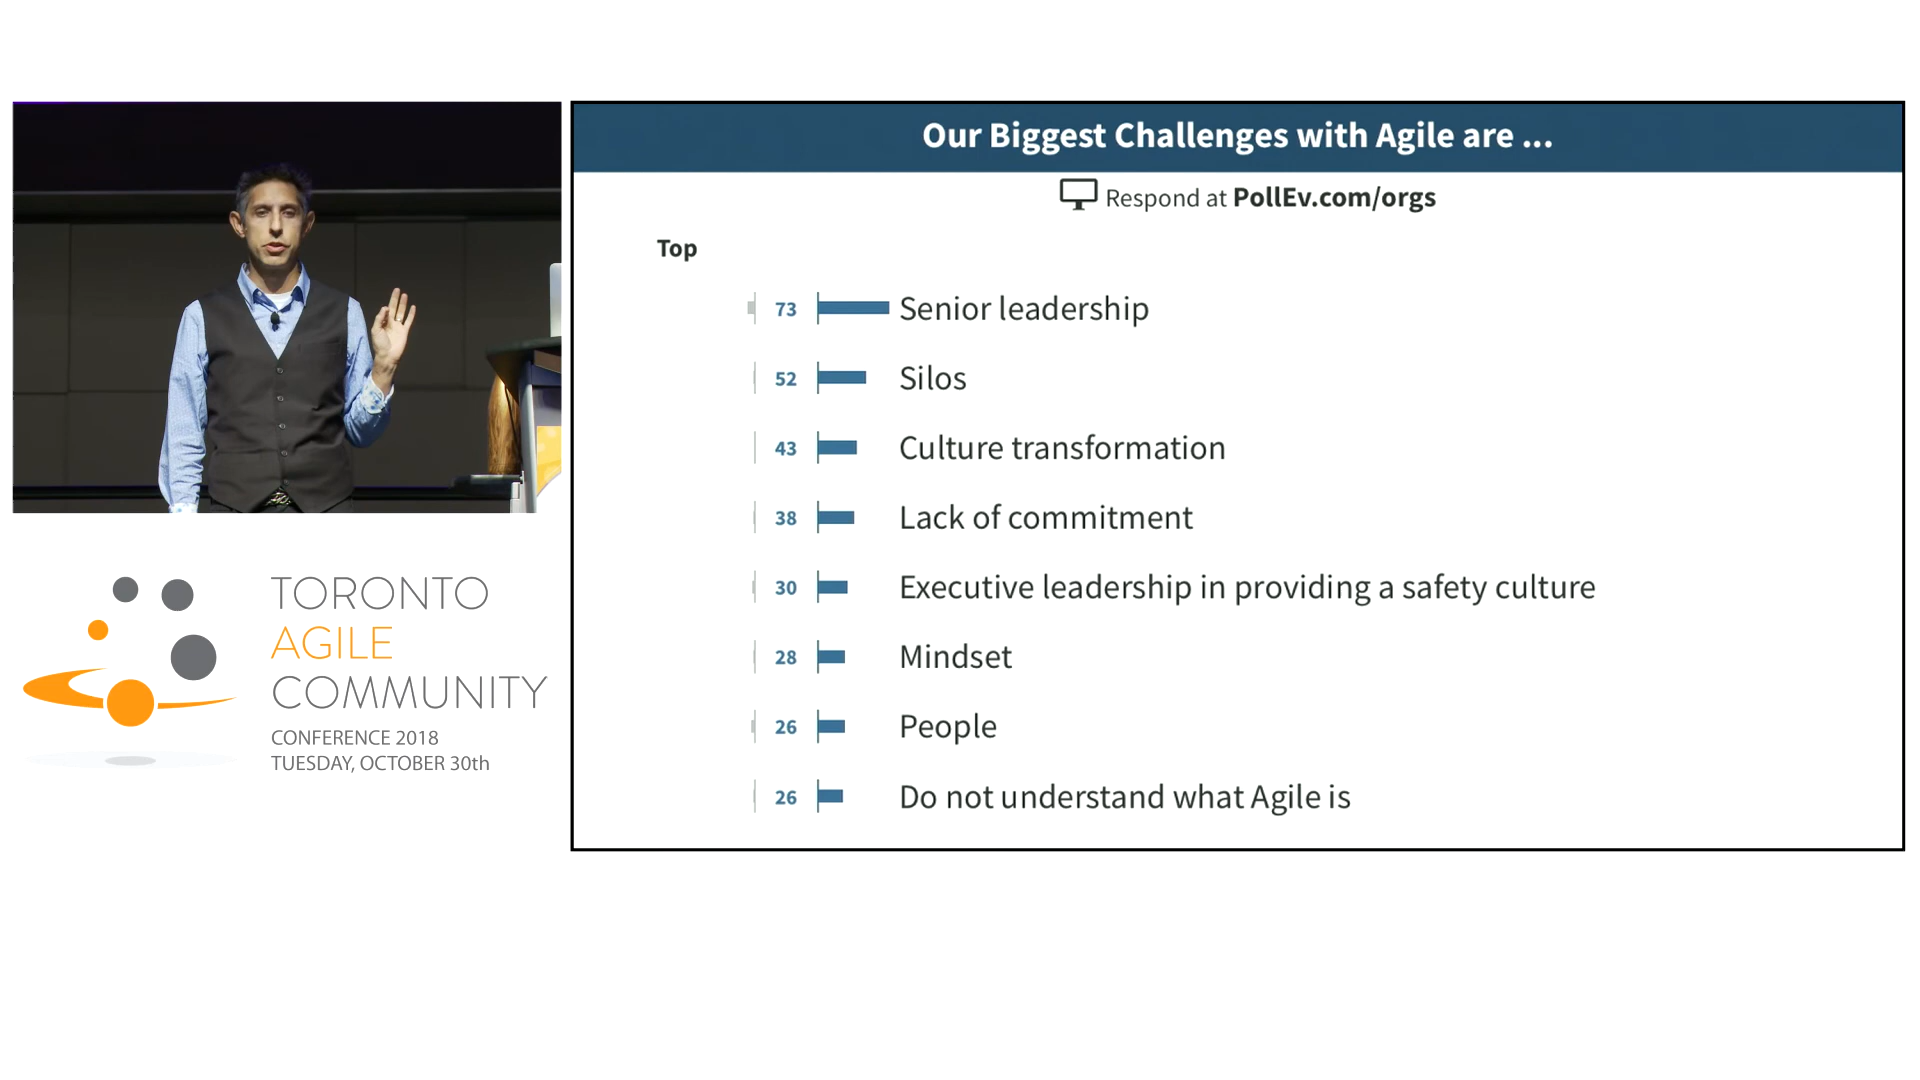 Our Biggest Challenges with Agile are ...
Respond at PollEv.com/orgs
Top
73 Senior leadership
52 Silos
43 Culture transformation
38 Lack of commitment
30 Executive leadership in providing a safety culture
28 Mindset
26 People
26 Do not understand what Agile is
TORONTO
AGILE
COMMUNITY
CONFERENCE 2018
TUESDAY, OCTOBER 30th